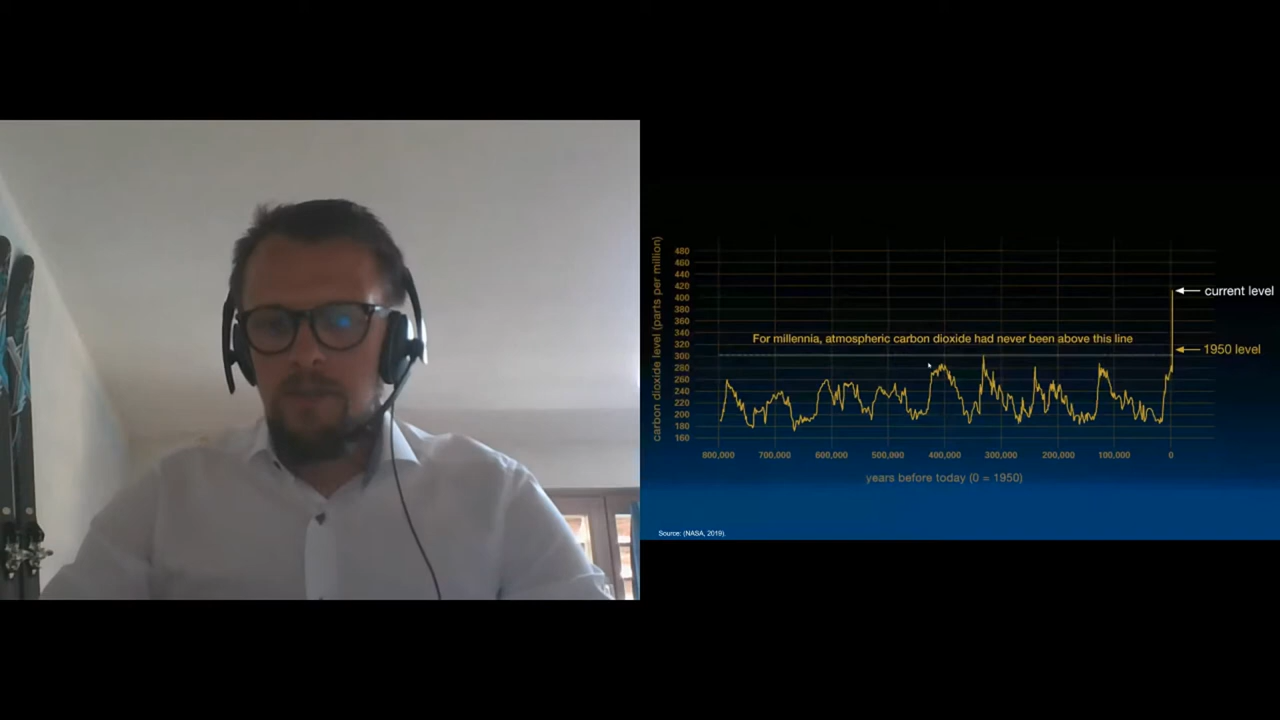 carbon dioxide level (parts per million)
480
460
440
420
400
380
360
340
320
300
280
260
240
220
200
180
160
For millennia, atmospheric carbon dioxide had never been above this line
current level
1950 level
800,000 700,000 600,000 500,000 400,000 300,000 200,000 100,000 0
years before today (0 = 1950)
Source: (NASA, 2019).